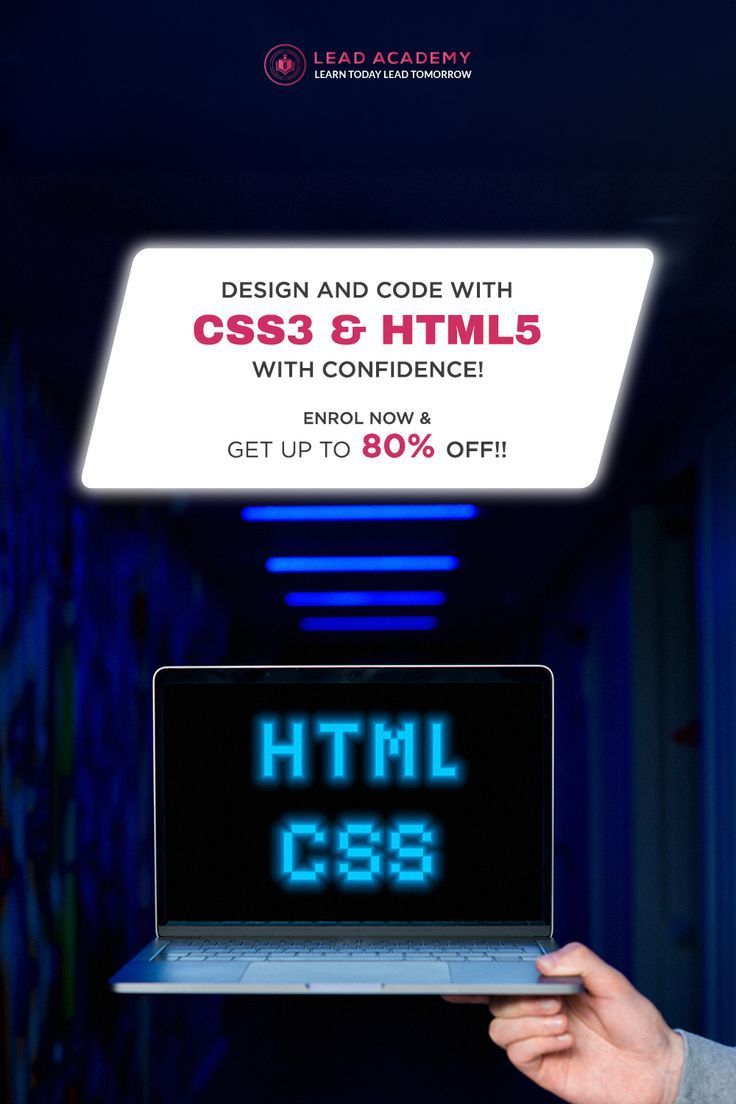 LEAD ACADEMY
LEARN TODAY LEAD TOMORROW
DESIGN AND CODE WITH
CSS3 & HTML5
WITH CONFIDENCE!
ENROL NOW &
GET UP TO 80% OFF!!
HTML
CSS